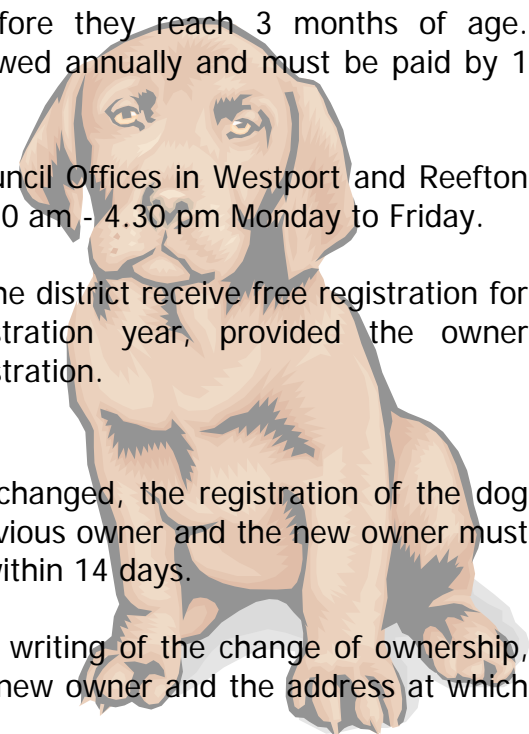 efore they reach 3 months of age.
wed annually and must be paid by 1
uncil Offices in Westport and Reefton
0 am - 4.30 pm Monday to Friday.
he district receive free registration for
stration year, provided the owner
stration.
changed, the registration of the dog
vious owner and the new owner must
within 14 days.
writing of the change of ownership,
new owner and the address at which